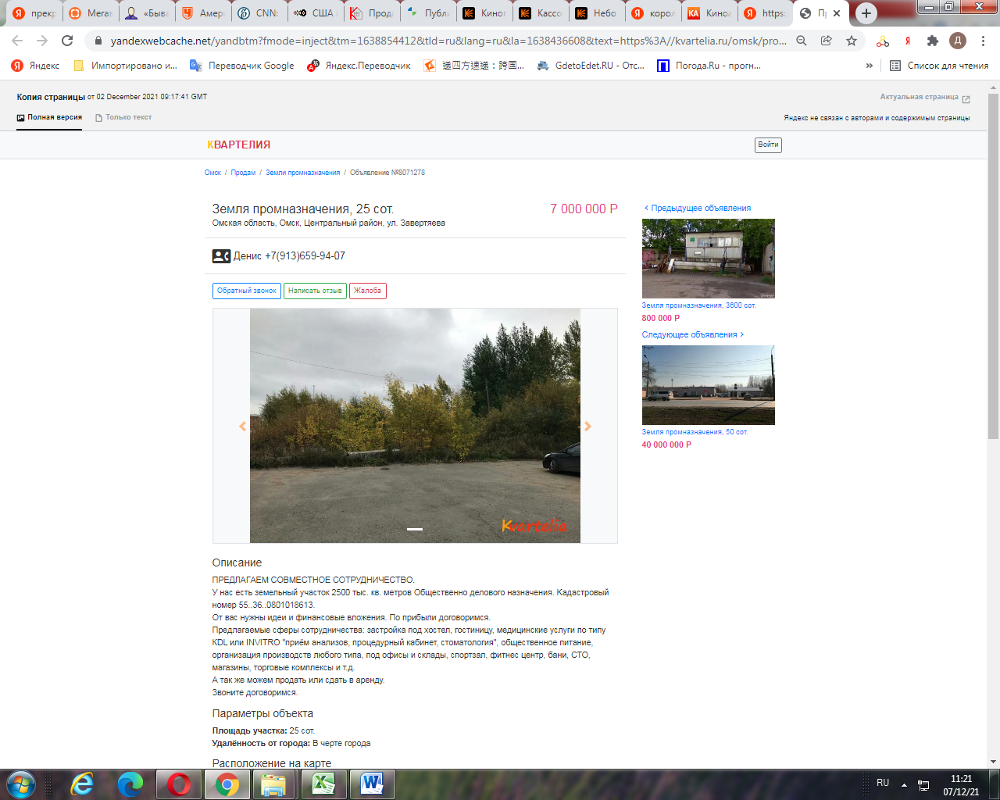 прек
Мегаі
«Быва
Амер
CNN:
США
Прод
Публі
Киног
Кассо
Небо
корол
Киноа
https:
П
yandexwebcache.net/yandbtm?fmode=inject&tm=1638854412&tld=ru&lang=ru&la=1638436608&text=https%3A//kvartelia.ru/omsk/pro...
Яндекс
Импортировано и...
Переводчик Google
Яндекс.Переводчик
递四方速递：跨国...
GdetoEdet.RU - Отс...
Погода.Ru - прогн...
»
Список для чтения
Копия страницы от 02 December 2021 09:17:41 GMT
Актуальная страница
Полная версия
Только текст
Яндекс не связан с авторами и содержимым страницы
КВАРТЕЛИЯ
Войти
Омск / Продам / Земли промназначения / Объявление №8071278
Земля промназначения, 25 сот.
7 000 000 Р
Омская область, Омск, Центральный район, ул. Завертяева
Денис +7(913)659-94-07
Обратный звонок
Написать отзыв
Жалоба
Предыдущее объявления
Земля промназначения, 3600 сот.
800 000 Р
Следующее объявления
Земля промназначения, 50 сот.
40 000 000 Р
Kvartelia
Описание
ПРЕДЛАГАЕМ СОВМЕСТНОЕ СОТРУДНИЧЕСТВО.
У нас есть земельный участок 2500 тыс. кв. метров Общественно делового назначения. Кадастровый
номер 55..36..0801018613.
От вас нужны идеи и финансовые вложения. По прибыли договоримся.
Предлагаемые сферы сотрудничества: застройка под хостел, гостиницу, медицинские услуги по типу
KDL или INVITRO "приём анализов, процедурный кабинет, стоматология", общественное питание,
организация производств любого типа, под офисы и склады, спортзал, фитнес центр, бани, СТО,
магазины, торговые комплексы и т.д.
А так же можем продать или сдать в аренду.
Звоните договоримся.
Параметры объекта
Площадь участка: 25 сот.
Удалённость от города: В черте города
Расположение на карте
RU
11:21
07/12/21